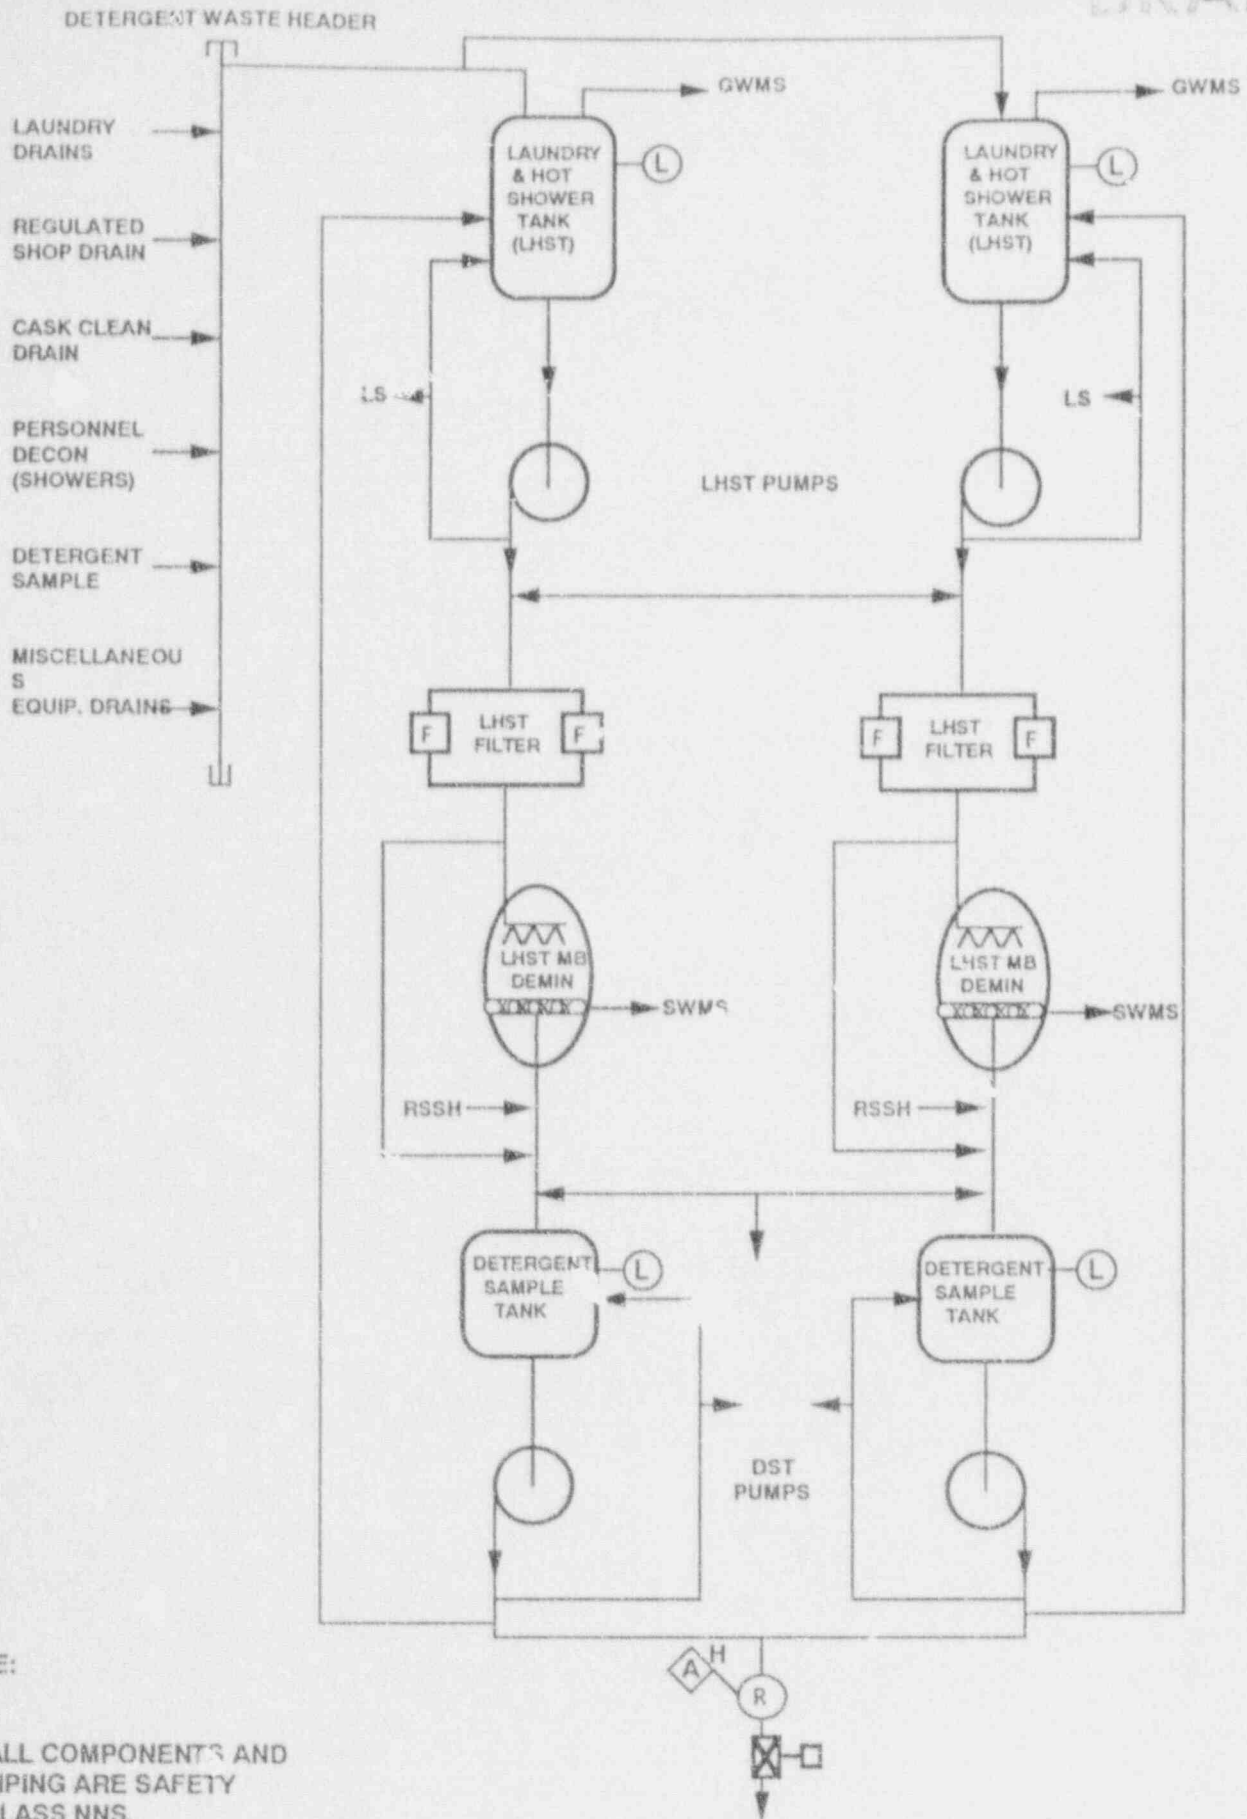 DETERGENT WASTE HEADER
GWMS
GWMS
LAUNDRY
DRAINS
LAUNDRY
& HOT
SHOWER
TANK
(LHST)
L
LAUNDRY
& HOT
SHOWER
TANK
(LHST)
L
REGULATED
SHOP DRAIN
CASK CLEAN
DRAIN
LS
LS
PERSONNEL
DECON
(SHOWERS)
LHST PUMPS
DETERGENT
SAMPLE
MISCELLANEOU
S
EQUIP. DRAINS
F
LHST
FILTER
F
F
LHST
FILTER
F
LHST MB
DEMIN
SWMS
LHST MB
DEMIN
SWMS
RSSH
RSSH
DETERGENT
SAMPLE
TANK
L
DETERGENT
SAMPLE
TANK
L
DST
PUMPS
E:
A
H
R
ALL COMPONENTS AND
PIPING ARE SAFETY
CLASS NNS